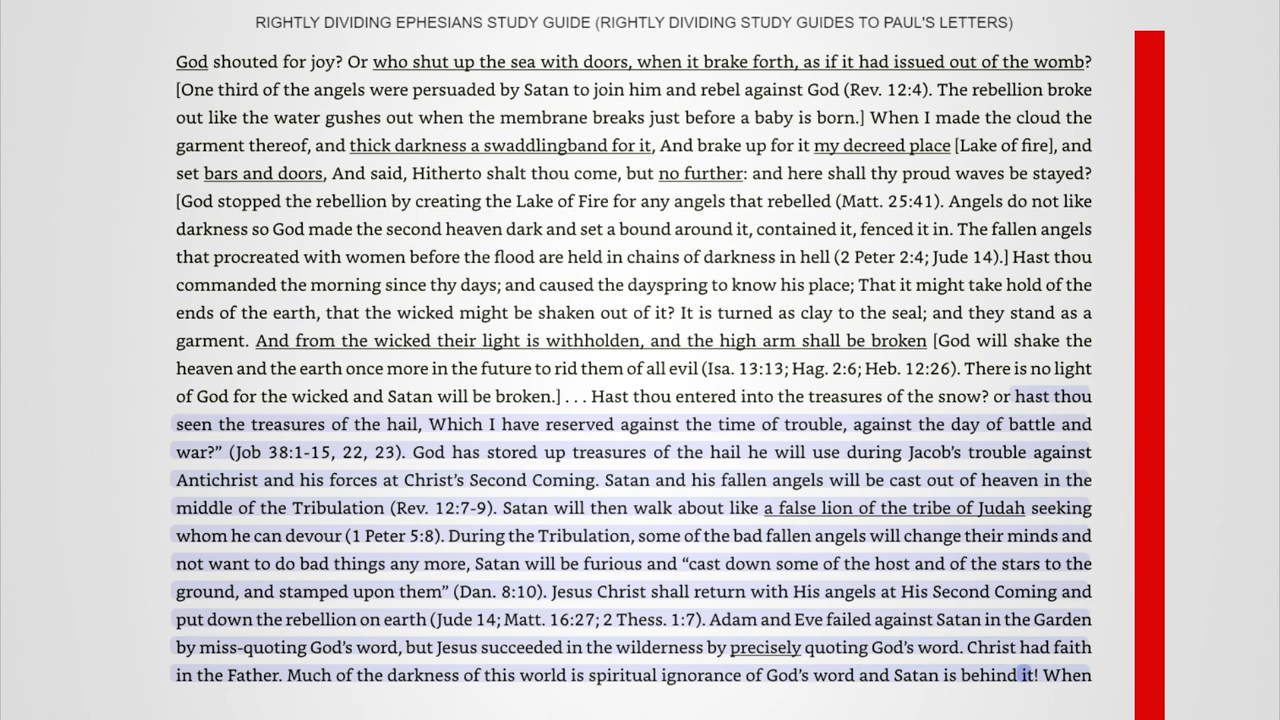 RIGHTLY DIVIDING EPHESIANS STUDY GUIDE (RIGHTLY DIVIDING STUDY GUIDES TO PAUL'S LETTERS)
God shouted for joy? Or who shut up the sea with doors, when it brake forth, as if it had issued out of the womb?
[One third of the angels were persuaded by Satan to join him and rebel against God (Rev. 12:4). The rebellion broke
out like the water gushes out when the membrane breaks just before a baby is born.] When I made the cloud the
garment thereof, and thick darkness a swaddlingband for it, And brake up for it my decreed place [Lake of fire], and
set bars and doors, And said, Hitherto shalt thou come, but no further: and here shall thy proud waves be stayed?
[God stopped the rebellion by creating the Lake of Fire for any angels that rebelled (Matt. 25:41). Angels do not like
darkness so God made the second heaven dark and set a bound around it, contained it, fenced it in. The fallen angels
that procreated with women before the flood are held in chains of darkness in hell (2 Peter 2:4; Jude 14).] Hast thou
commanded the morning since thy days; and caused the dayspring to know his place; That it might take hold of the
ends of the earth, that the wicked might be shaken out of it? It is turned as clay to the seal; and they stand as a
garment. And from the wicked their light is withholden, and the high arm shall be broken [God will shake the
heaven and the earth once more in the future to rid them of all evil (Isa. 13:13; Hag. 2:6; Heb. 12:26). There is no light
of God for the wicked and Satan will be broken.] . . . Hast thou entered into the treasures of the snow? or hast thou
seen the treasures of the hail, Which I have reserved against the time of trouble, against the day of battle and
war?” (Job 38:1-15, 22, 23). God has stored up treasures of the hail he will use during Jacob’s trouble against
Antichrist and his forces at Christ’s Second Coming. Satan and his fallen angels will be cast out of heaven in the
middle of the Tribulation (Rev. 12:7-9). Satan will then walk about like a false lion of the tribe of Judah seeking
whom he can devour (1 Peter 5:8). During the Tribulation, some of the bad fallen angels will change their minds and
not want to do bad things any more, Satan will be furious and “cast down some of the host and of the stars to the
ground, and stamped upon them” (Dan. 8:10). Jesus Christ shall return with His angels at His Second Coming and
put down the rebellion on earth (Jude 14; Matt. 16:27; 2 Thess. 1:7). Adam and Eve failed against Satan in the Garden
by miss-quoting God’s word, but Jesus succeeded in the wilderness by precisely quoting God’s word. Christ had faith
in the Father. Much of the darkness of this world is spiritual ignorance of God’s word and Satan is behind it! When